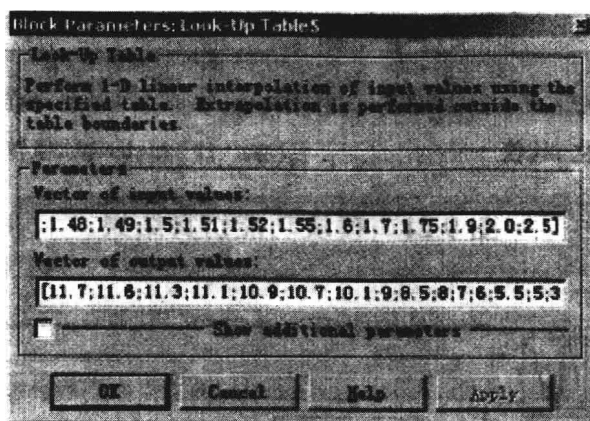 Block Parameters: Look-Up Table5
Look-Up Table
Perform 1-D linear interpolation of input values using the
specified table. Extrapolation is performed outside the
table boundaries.
Parameters
Vector of input values:
;1.48;1.49;1.5;1.51;1.52;1.55;1.6;1.7;1.75;1.9;2.0;2.5]
Vector of output values:
[11.7;11.6;11.3;11.1;10.9;10.7;10.1;9;8.5;8;7;6;5.5;5;3
Show additional parameters
OK
Cancel
Help
Apply